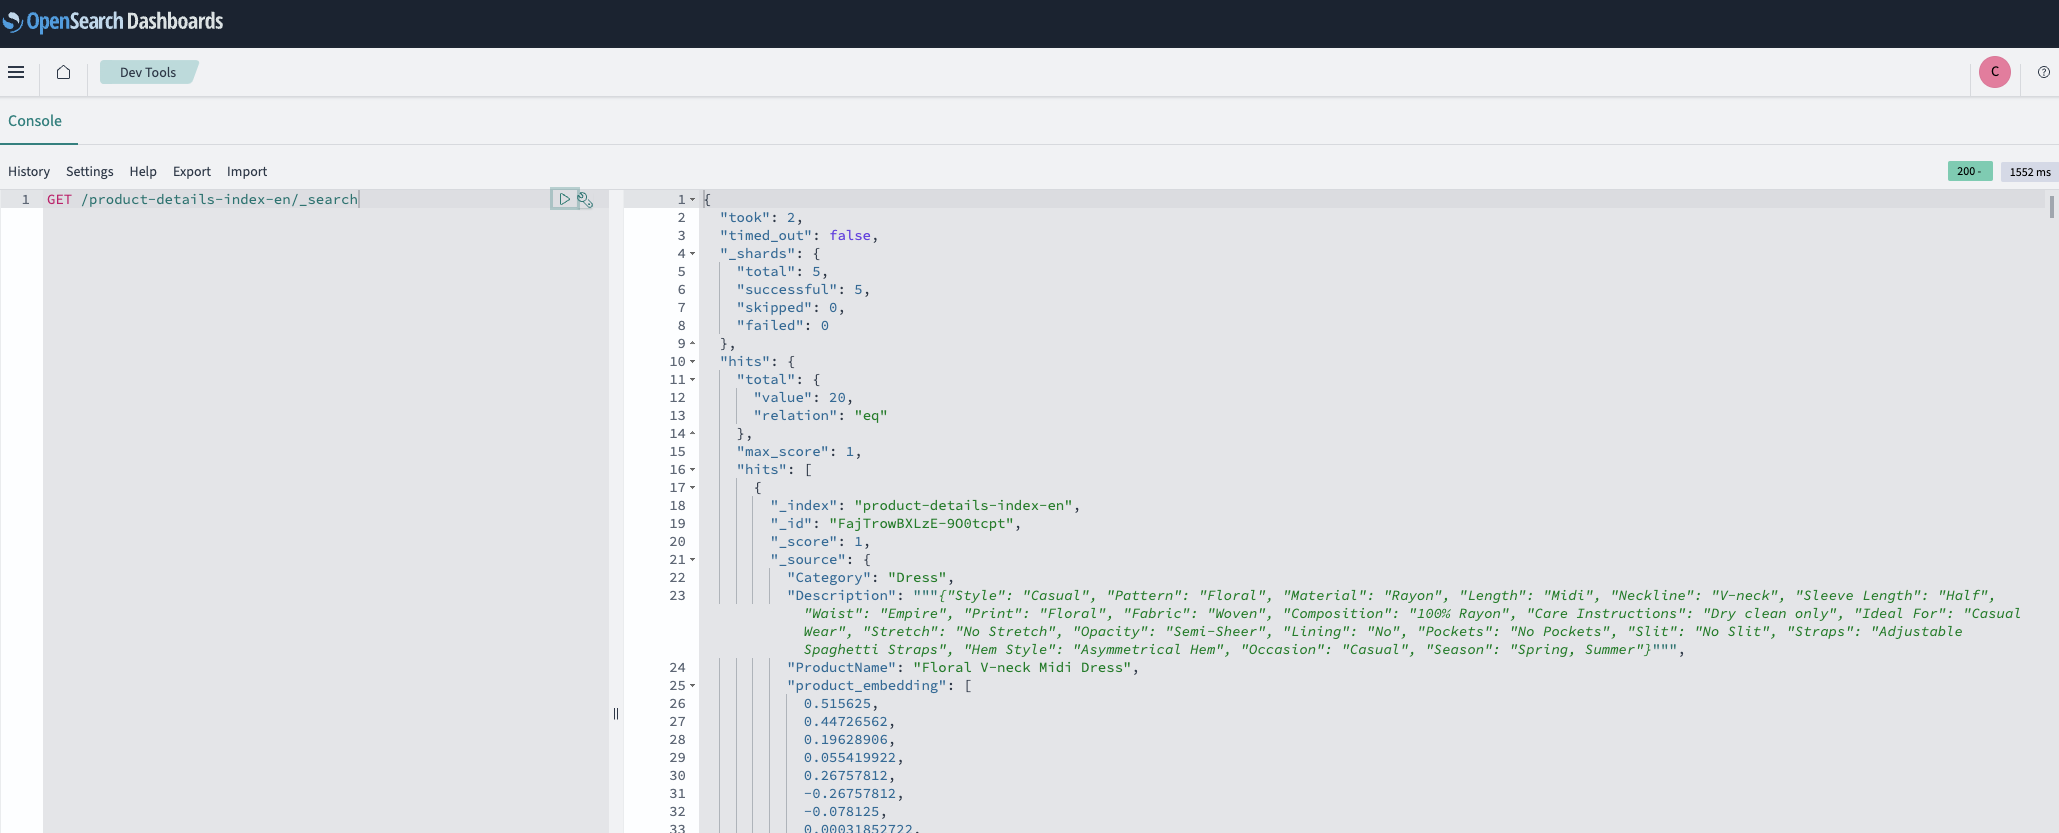 OpenSearch Dashboards
Dev Tools
C
Console
History Settings Help Export Import
200 -
1552 ms
1 GET /product-details-index-en/_search
1 {
2 "took": 2,
3 "timed_out": false,
4 "_shards": {
5 "total": 5,
6 "successful": 5,
7 "skipped": 0,
8 "failed": 0
9 },
10 "hits": {
11 "total": {
12 "value": 20,
13 "relation": "eq"
14 },
15 "max_score": 1,
16 "hits": [
17 {
18 "_index": "product-details-index-en",
19 "_id": "FajTrowBXLzE-9O0tcpt",
20 "_score": 1,
21 "_source": {
22 "Category": "Dress",
23 "Description": """{"Style": "Casual", "Pattern": "Floral", "Material": "Rayon", "Length": "Midi", "Neckline": "V-neck", "Sleeve Length": "Half",
"Waist": "Empire", "Print": "Floral", "Fabric": "Woven", "Composition": "100% Rayon", "Care Instructions": "Dry clean only", "Ideal For": "Casual
Wear", "Stretch": "No Stretch", "Opacity": "Semi-Sheer", "Lining": "No", "Pockets": "No Pockets", "Slit": "No Slit", "Straps": "Adjustable
Spaghetti Straps", "Hem Style": "Asymmetrical Hem", "Occasion": "Casual", "Season": "Spring, Summer"}""",
24 "ProductName": "Floral V-neck Midi Dress",
25 "product_embedding": [
26 0.515625,
27 0.44726562,
28 0.19628906,
29 0.055419922,
30 0.26757812,
31 -0.26757812,
32 -0.078125,
33 0.00031852722,